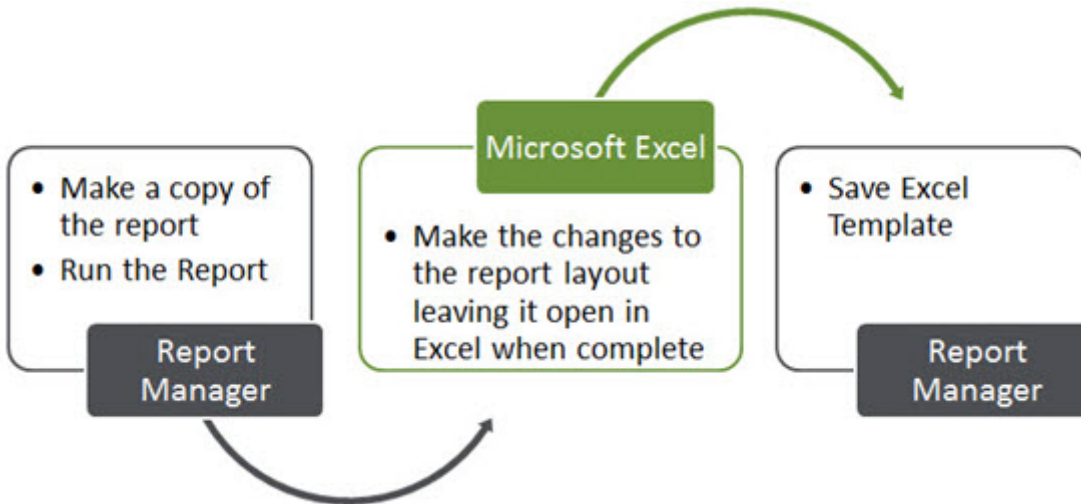 • Make a copy of
the report
• Run the Report
Report
Manager
Microsoft Excel
• Make the changes to
the report layout
leaving it open in
Excel when complete
• Save Excel
Template
Report
Manager